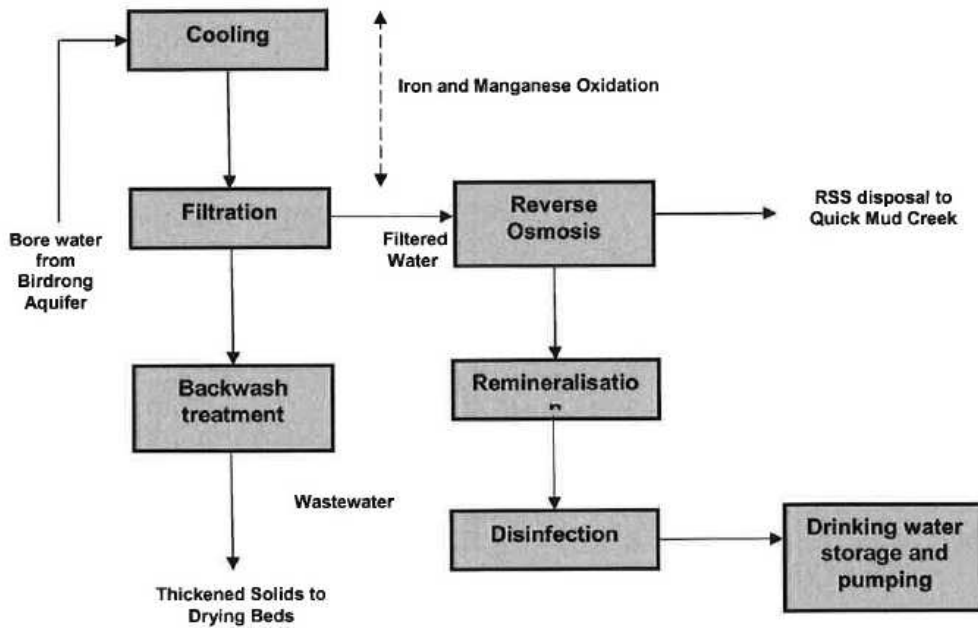 Cooling
Iron and Manganese Oxidation
Filtration
Reverse
Osmosis
RSS disposal to
Quick Mud Creek
Bore water
from
Birdrong
Aquifer
Filtered
Water
Backwash
treatment
Remineralisatio
n
Wastewater
Disinfection
Drinking water
storage and
pumping
Thickened Solids to
Drying Beds